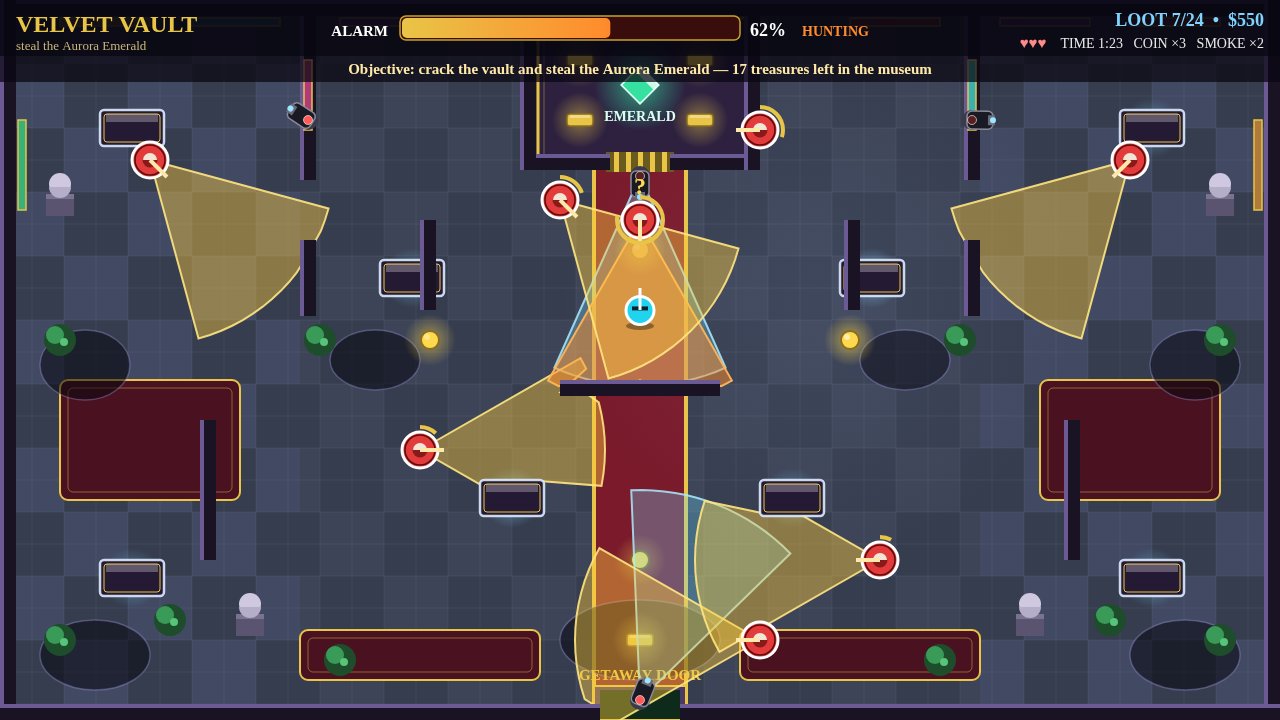 VELVET VAULT
steal the Aurora Emerald
ALARM 62% HUNTING
LOOT 7/24 • $550
♥♥♥ TIME 1:23 COIN ×3 SMOKE ×2
Objective: crack the vault and steal the Aurora Emerald — 17 treasures left in the museum
EMERALD
?
GETAWAY DOOR